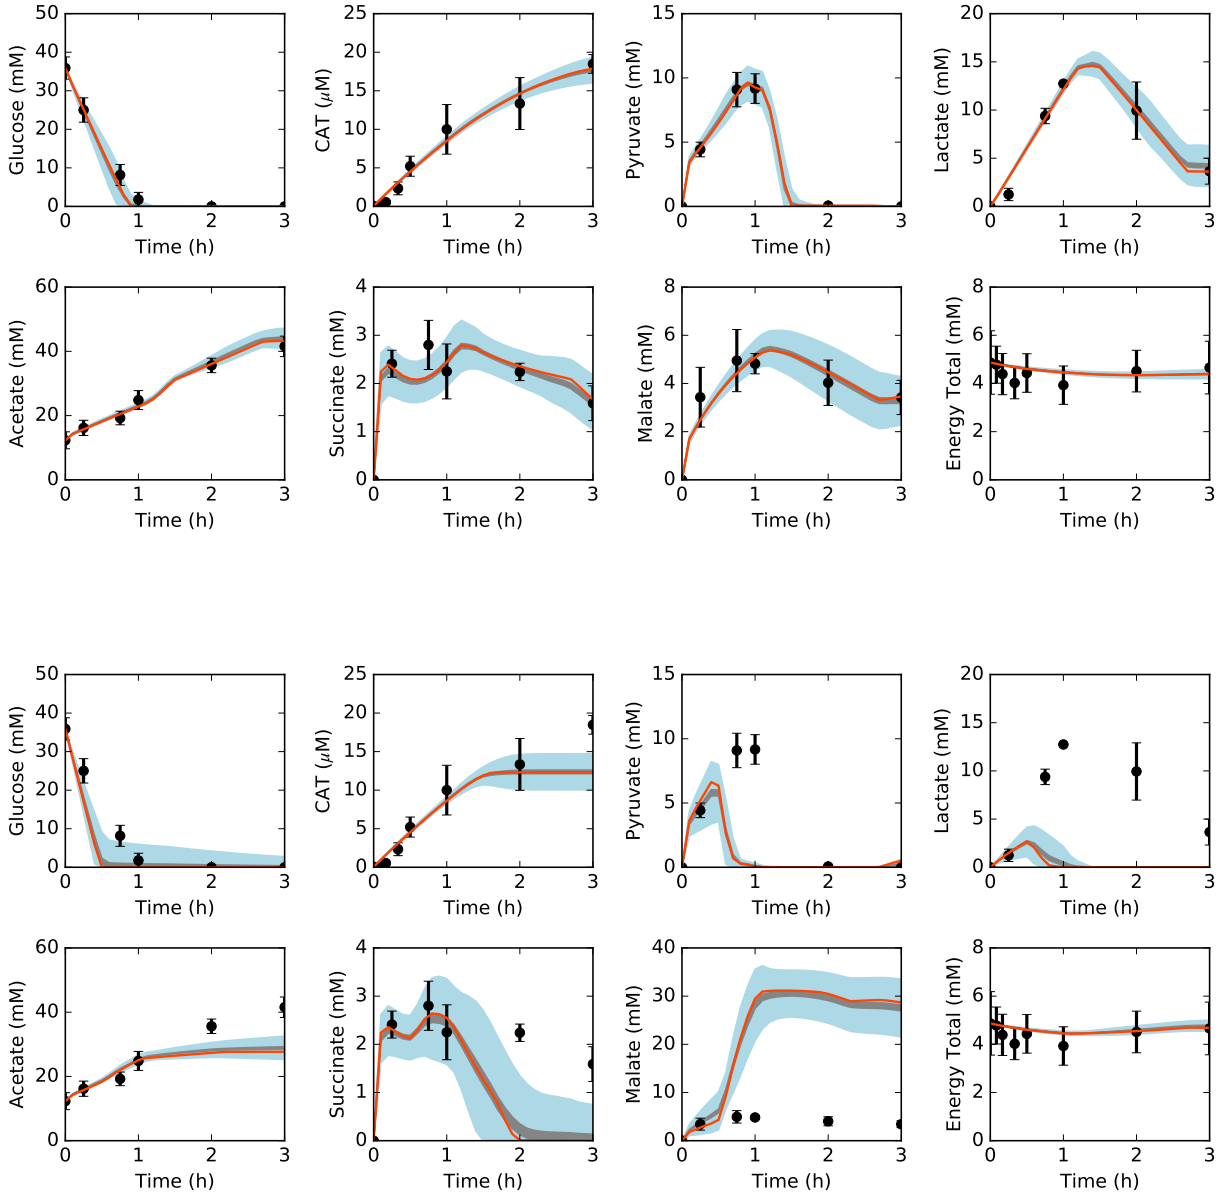 50 40 30 20 10 0
Glucose (mM)
0 1 2 3
Time (h)
25 20 15 10 5 0
CAT (μM)
0 1 2 3
Time (h)
15 10 5 0
Pyruvate (mM)
0 1 2 3
Time (h)
20 15 10 5 0
Lactate (mM)
0 1 2 3
Time (h)
60 40 20 0
Acetate (mM)
0 1 2 3
Time (h)
4 3 2 1 0
Succinate (mM)
0 1 2 3
Time (h)
8 6 4 2 0
Malate (mM)
0 1 2 3
Time (h)
8 6 4 2 0
Energy Total (mM)
0 1 2 3
Time (h)
50 40 30 20 10 0
Glucose (mM)
0 1 2 3
Time (h)
25 20 15 10 5 0
CAT (μM)
0 1 2 3
Time (h)
15 10 5 0
Pyruvate (mM)
0 1 2 3
Time (h)
20 15 10 5 0
Lactate (mM)
0 1 2 3
Time (h)
60 40 20 0
Acetate (mM)
0 1 2 3
Time (h)
4 3 2 1 0
Succinate (mM)
0 1 2 3
Time (h)
40 30 20 10 0
Malate (mM)
0 1 2 3
Time (h)
8 6 4 2 0
Energy Total (mM)
0 1 2 3
Time (h)